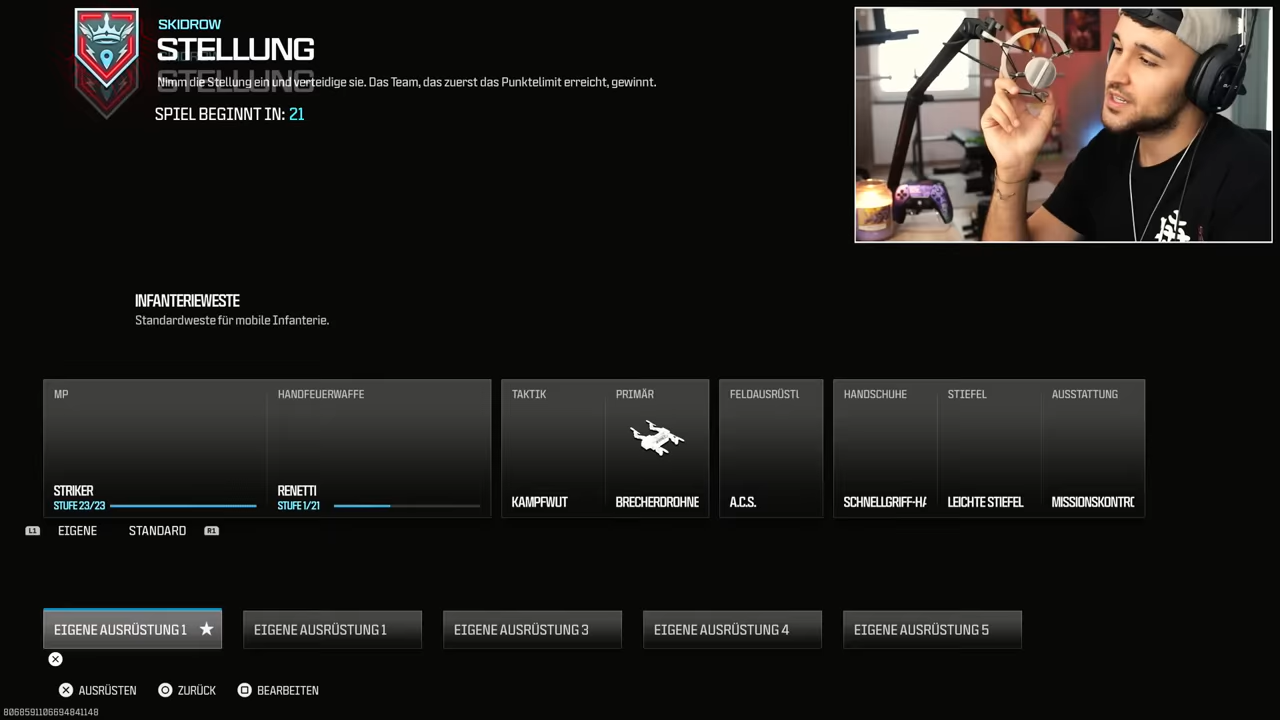 SKIDROW
STELLUNG
STELLUNG
Nimm die Stellung ein und verteidige sie. Das Team, das zuerst das Punktelimit erreicht, gewinnt.
SPIEL BEGINNT IN: 21
INFANTERIEWESTE
Standardweste für mobile Infanterie.
MP
HANDFEUERWAFFE
TAKTIK
PRIMÄR
FELDAUSRÜSTU
HANDSCHUHE
STIEFEL
AUSSTATTUNG
STRIKER
STUFE 23/23
RENETTI
STUFE 1/21
KAMPFWUT
BRECHERDROHNE
A.C.S.
SCHNELLGRIFF-HA
LEICHTE STIEFEL
MISSIONSKONTRO
L1 EIGENE STANDARD R1
EIGENE AUSRÜSTUNG 1
EIGENE AUSRÜSTUNG 1
EIGENE AUSRÜSTUNG 3
EIGENE AUSRÜSTUNG 4
EIGENE AUSRÜSTUNG 5
AUSRÜSTEN ZURÜCK BEARBEITEN
8068591106694841148